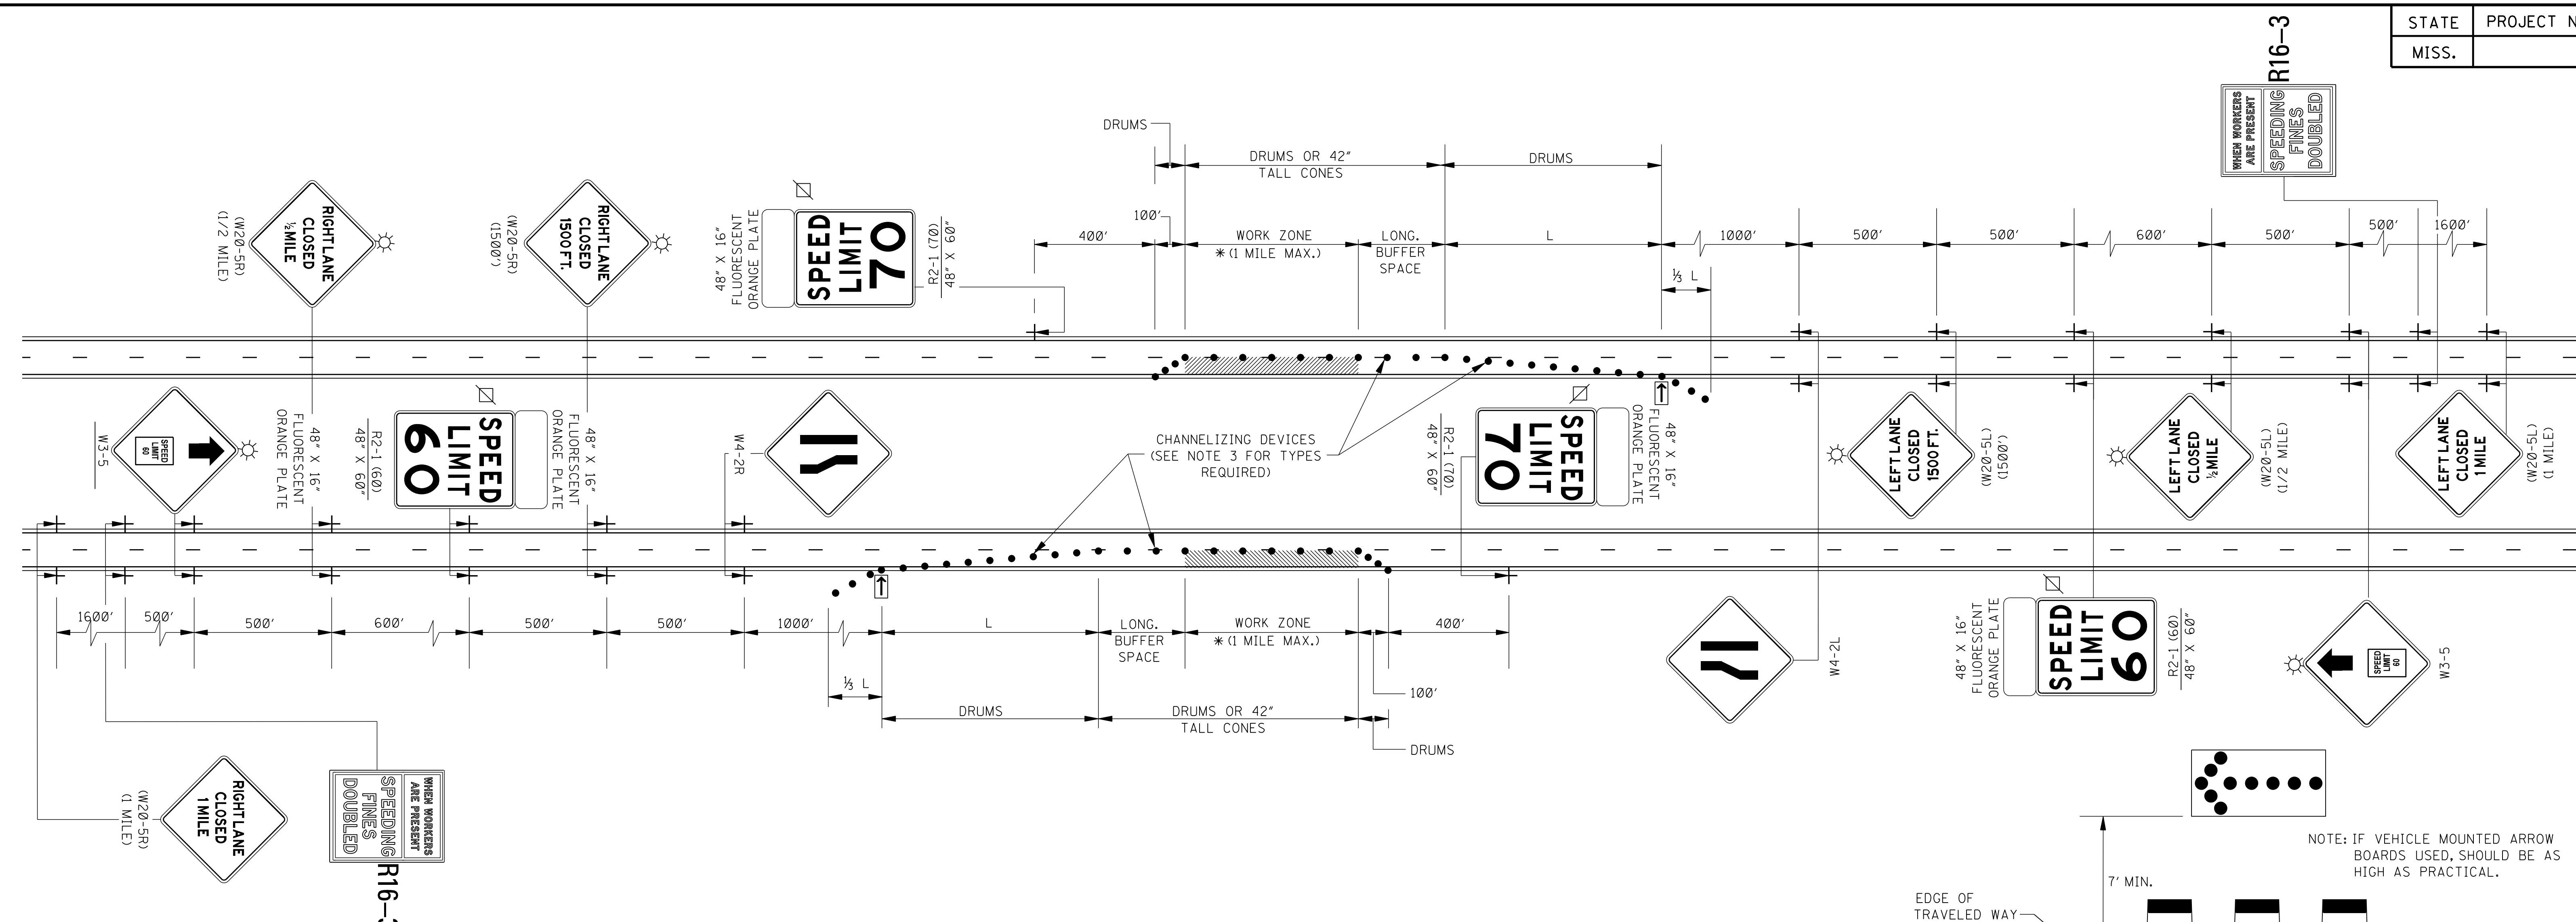 STATE
PROJECT N
MISS.
R16-3
WHEN WORKERS
ARE PRESENT
SPEEDING
FINES
DOUBLED
DRUMS
DRUMS OR 42"
TALL CONES
DRUMS
RIGHT LANE
CLOSED
½ MILE
(W20-5R)
(1/2 MILE)
RIGHT LANE
CLOSED
1500 FT.
(W20-5R)
(1500')
48" X 16"
FLUORESCENT
ORANGE PLATE
SPEED
LIMIT
70
R2-1 (70)
48" X 60"
400'
100'
WORK ZONE
* (1 MILE MAX.)
LONG.
BUFFER
SPACE
L
⅓ L
1000'
500'
500'
600'
500'
500'
1600'
W3-5
SPEED
LIMIT
60
48" X 16"
FLUORESCENT
ORANGE PLATE
R2-1 (60)
48" X 60"
SPEED
LIMIT
60
48" X 16"
FLUORESCENT
ORANGE PLATE
W4-2R
CHANNELIZING DEVICES
(SEE NOTE 3 FOR TYPES
REQUIRED)
R2-1 (70)
48" X 60"
SPEED
LIMIT
70
48" X 16"
FLUORESCENT
ORANGE PLATE
LEFT LANE
CLOSED
1500 FT.
(W20-5L)
(1500')
LEFT LANE
CLOSED
½ MILE
(W20-5L)
(1/2 MILE)
LEFT LANE
CLOSED
1 MILE
(W20-5L)
(1 MILE)
1600'
500'
500'
600'
500'
500'
1000'
L
LONG.
BUFFER
SPACE
WORK ZONE
* (1 MILE MAX.)
400'
100'
⅓ L
DRUMS
DRUMS OR 42"
TALL CONES
DRUMS
W4-2L
48" X 16"
FLUORESCENT
ORANGE PLATE
SPEED
LIMIT
60
R2-1 (60)
48" X 60"
SPEED
LIMIT
60
W3-5
(W20-5R)
(1 MILE)
RIGHT LANE
CLOSED
1 MILE
WHEN WORKERS
ARE PRESENT
SPEEDING
FINES
DOUBLED
R16-3
NOTE: IF VEHICLE MOUNTED ARROW
BOARDS USED, SHOULD BE AS
HIGH AS PRACTICAL.
7' MIN.
EDGE OF
TRAVELED WAY